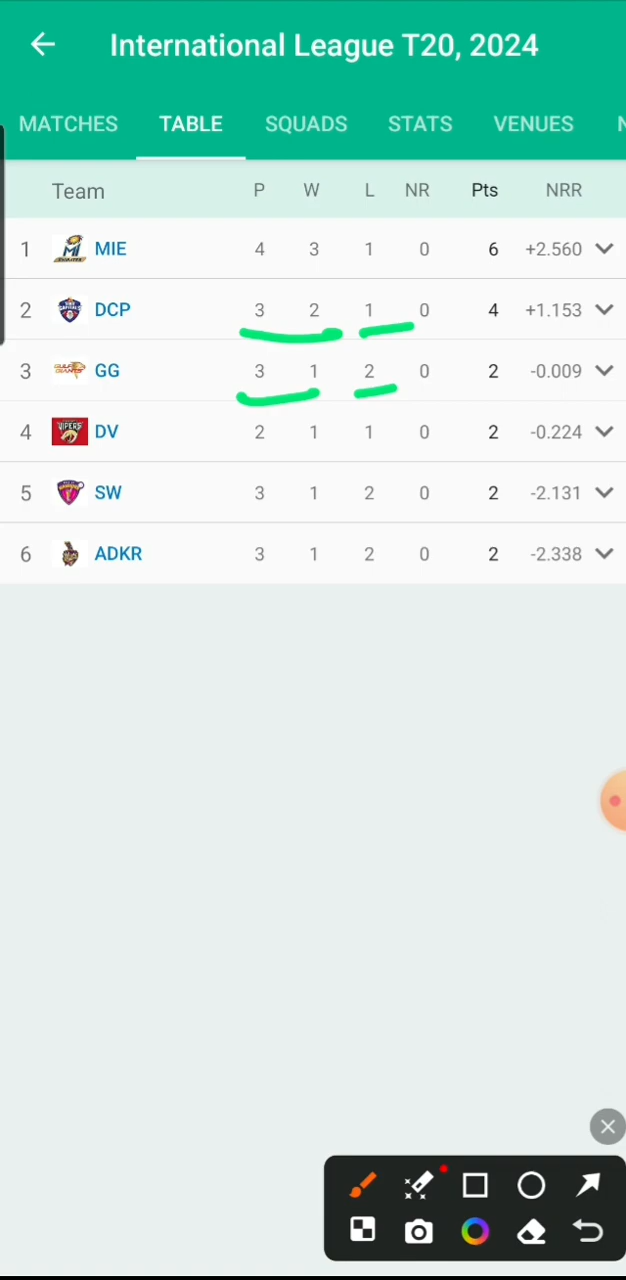 International League T20, 2024
MATCHES TABLE SQUADS STATS VENUES N
Team P W L NR Pts NRR
1 MIE 4 3 1 0 6 +2.560
2 DCP 3 2 1 0 4 +1.153
3 GG 3 1 2 0 2 -0.009
4 DV 2 1 1 0 2 -0.224
5 SW 3 1 2 0 2 -2.131
6 ADKR 3 1 2 0 2 -2.338